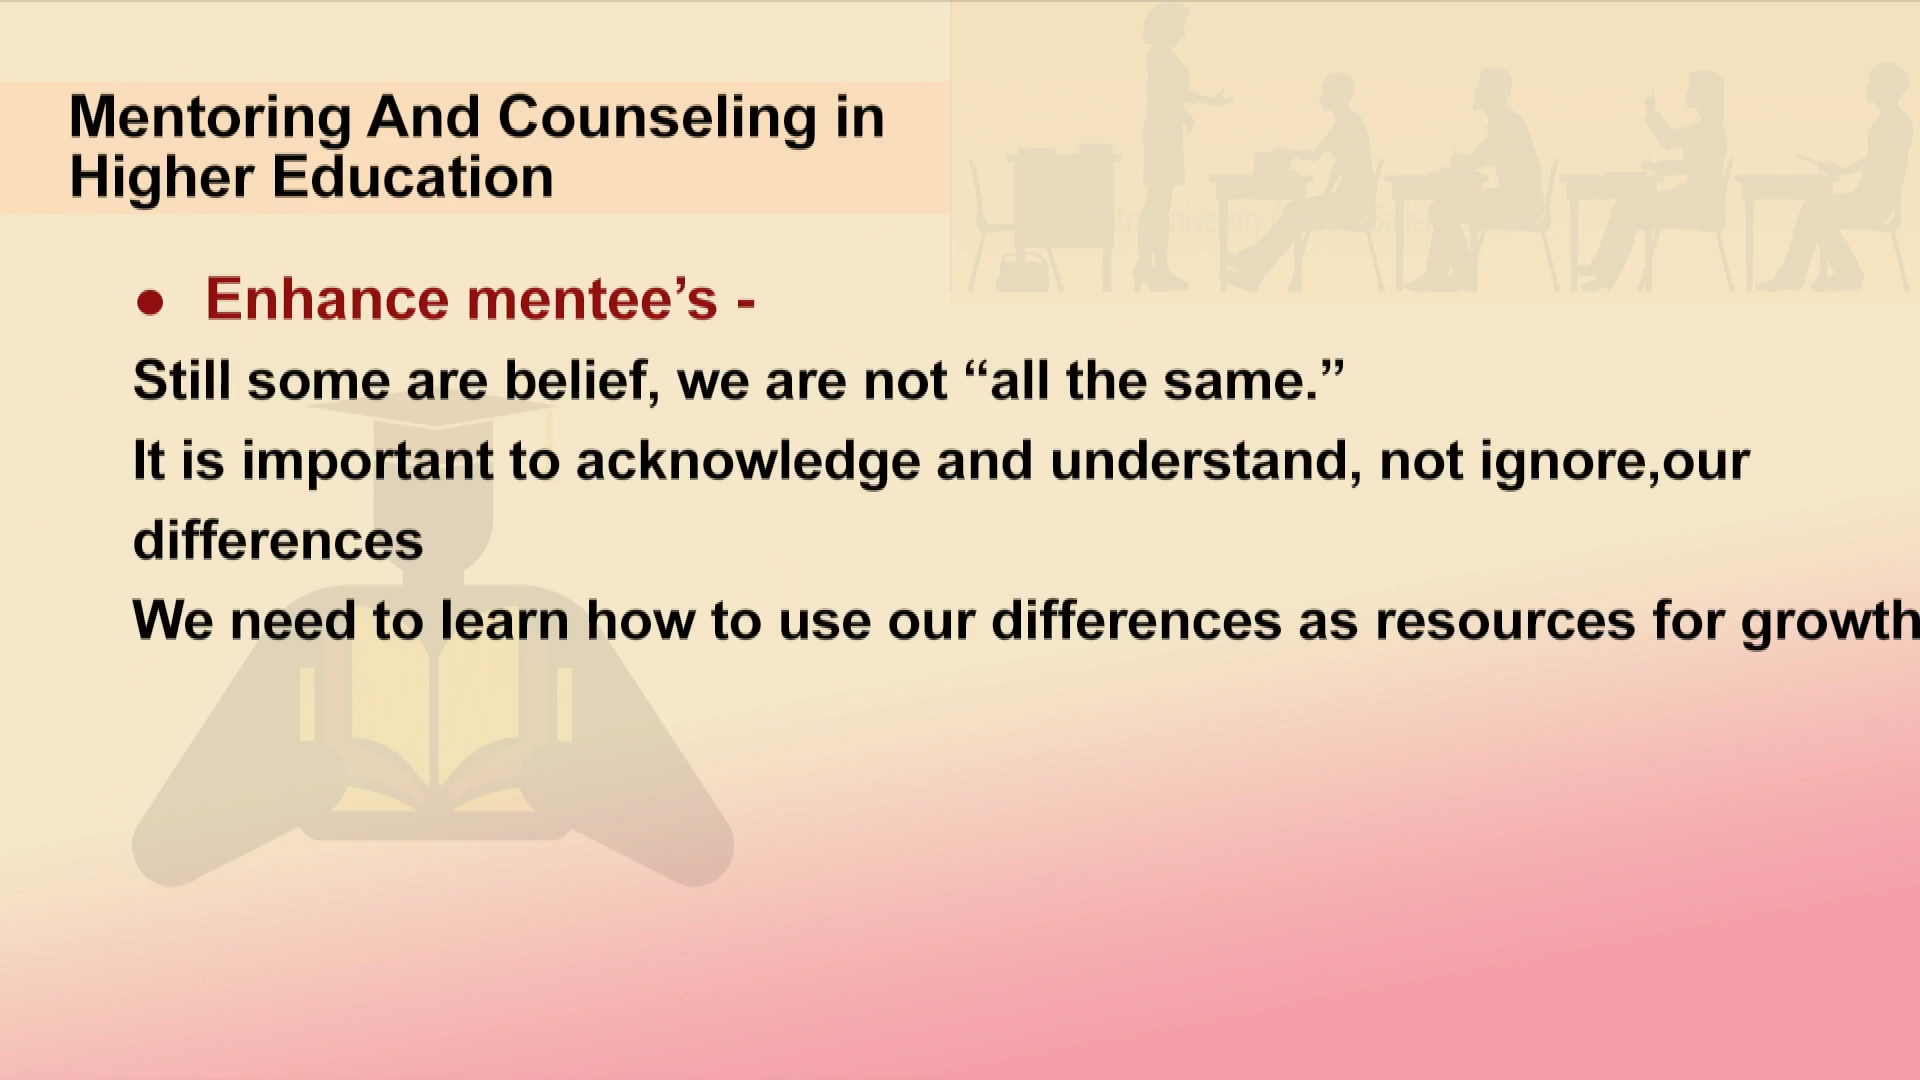 Mentoring And Counseling in
Higher Education
● Enhance mentee’s -
Still some are belief, we are not “all the same.”
It is important to acknowledge and understand, not ignore,our
differences
We need to learn how to use our differences as resources for growth